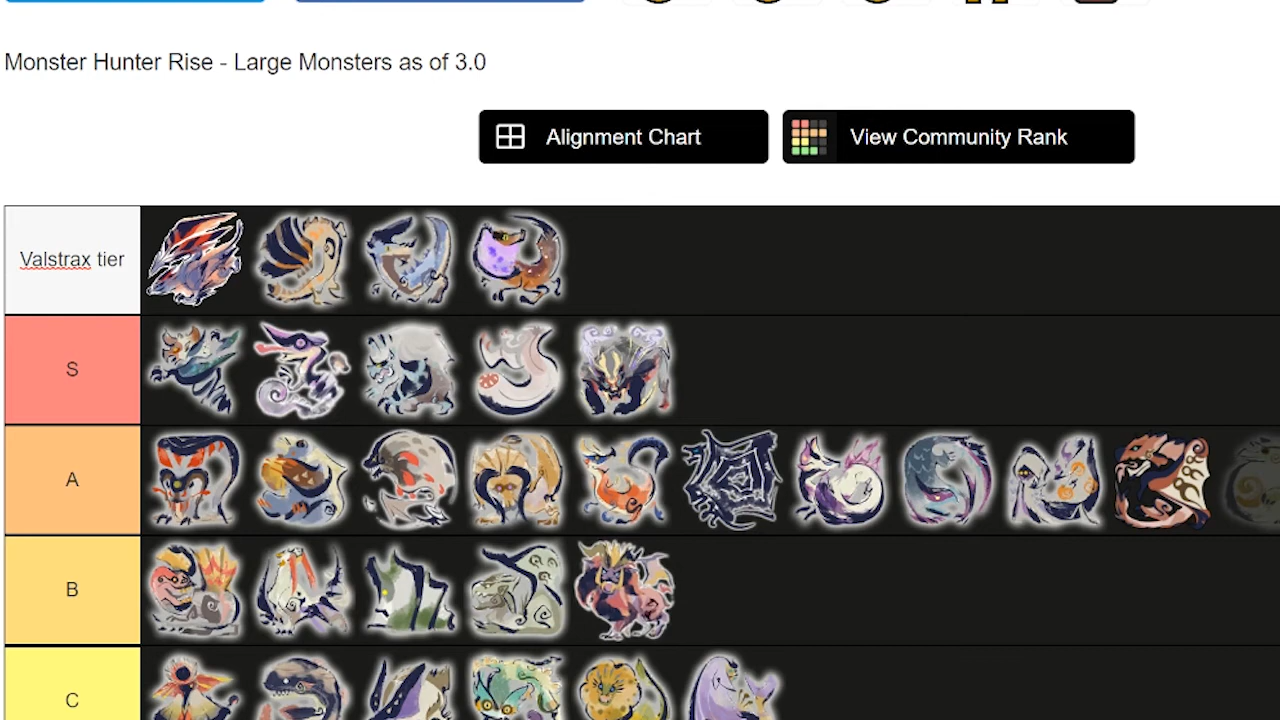 Monster Hunter Rise - Large Monsters as of 3.0
Alignment Chart
View Community Rank
Valstrax tier
S
A
B
C